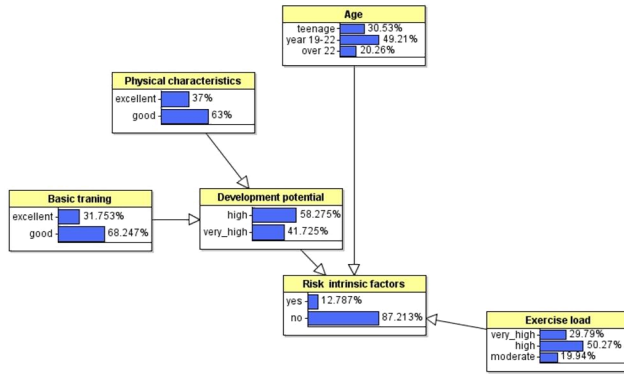 Age
teenage 30.53%
year 19-22 49.21%
over 22 20.26%
Physical characteristics
excellent 37%
good 63%
Basic traning
excellent 31.753%
good 68.247%
Development potential
high 58.275%
very_high 41.725%
Risk intrinsic factors
yes 12.787%
no 87.213%
Exercise load
very_high 29.79%
high 50.27%
moderate 19.94%